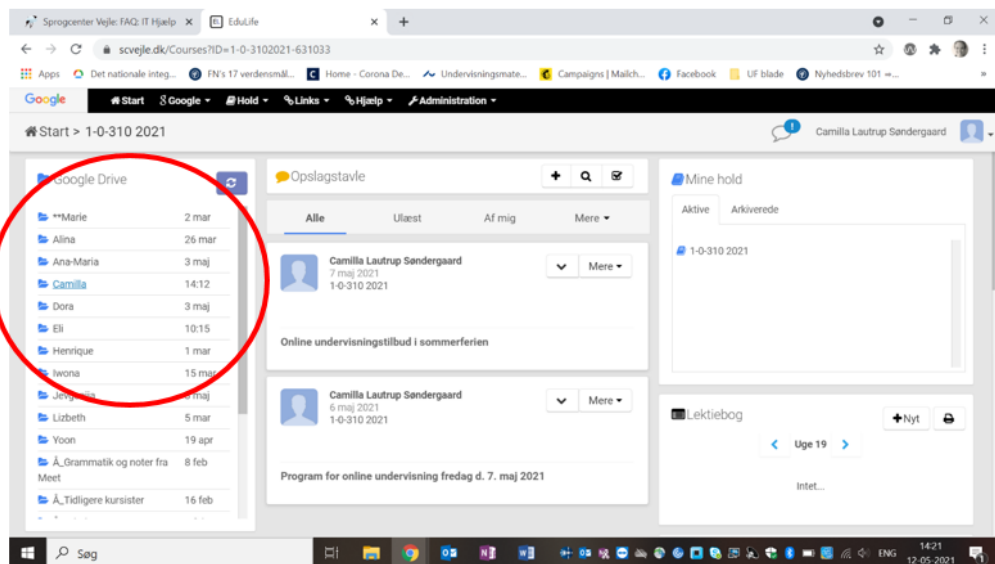 Sprogcenter Vejle: FAQ: IT Hjælp
EduLife
scvejle.dk/Courses?ID=1-0-3102021-631033
Apps Det nationale integ... FN's 17 verdensmål... Home - Corona De... Undervisningsmate... Campaigns | Mailch... Facebook UF blade Nyhedsbrev 101 –...
Google Start Google Hold Links Hjælp Administration
Start > 1-0-310 2021
1
Camilla Lautrup Søndergaard
Google Drive
**Marie 2 mar
Alina 26 mar
Ana-Maria 3 maj
Camilla 14:12
Dora 3 maj
Eli 10:15
Henrique 1 mar
Iwona 15 mar
maj
Lizbeth 5 mar
Yoon 19 apr
Å_Grammatik og noter fra 8 feb
Meet
Å_Tidligere kursister 16 feb
Opslagstavle
Alle Ulæst Af mig Mere
Camilla Lautrup Søndergaard
7 maj 2021
1-0-310 2021
Mere
Online undervisningstilbud i sommerferien
Camilla Lautrup Søndergaard
6 maj 2021
1-0-310 2021
Mere
Program for online undervisning fredag d. 7. maj 2021
Mine hold
Aktive Arkiverede
1-0-310 2021
Lektiebog
Nyt
Uge 19
Intet...
Søg
ENG
14:21
12-05-2021